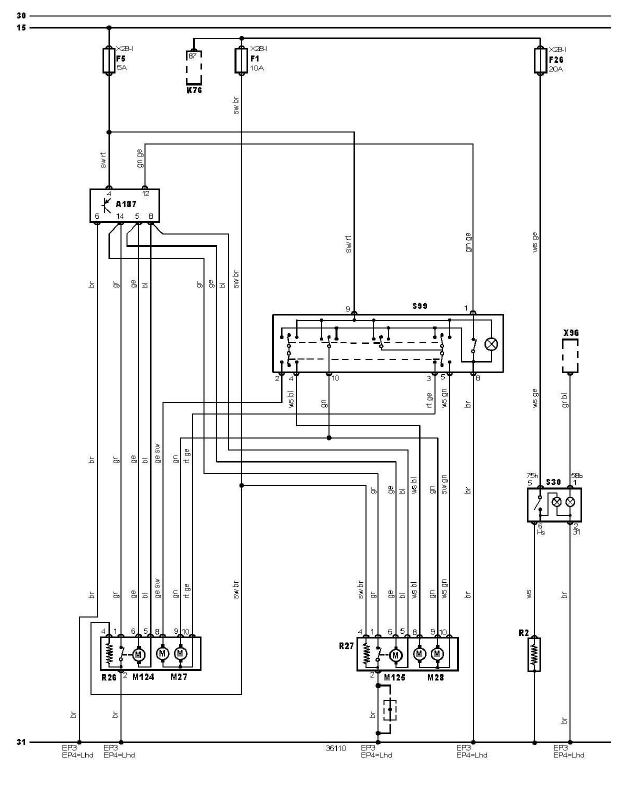 30
15
X2B-I
F5
5A
87
K76
X2B-I
F1
10A
X2B-I
F26
20A
sw br
sw rt
gn ge
4
12
A187
6
14
5
8
br
gr
ge
bl
gr
ge
bl
sw br
sw rt
gn ge
ws ge
9
S99
1
X96
2
4
10
3
5
8
ws bl
gn
rt ge
ws gn
br
ws ge
gr bl
br
gr
ge
bl
ge sw
gn
rt ge
gr
ge
bl
ws bl
gn
sw gn
br
75h
5
S30
58b
1
6
Hs
3
31
br
gr
ge
bl
ge sw
gn
rt ge
sw br
sw br
gr
ge
bl
ws bl
gn
ws gn
br
ws
br
4
1
6
5
8
9
10
M
M
M
R26
2
M124
M27
4
1
6
5
8
9
10
R27
M
M
M
2
M125
M28
R2
br
br
br
br
br
31
EP3
EP4=Lhd
EP3
EP4=Lhd
36110
EP3
EP4=Lhd
EP3
EP4=Lhd
EP3
EP4=Lhd